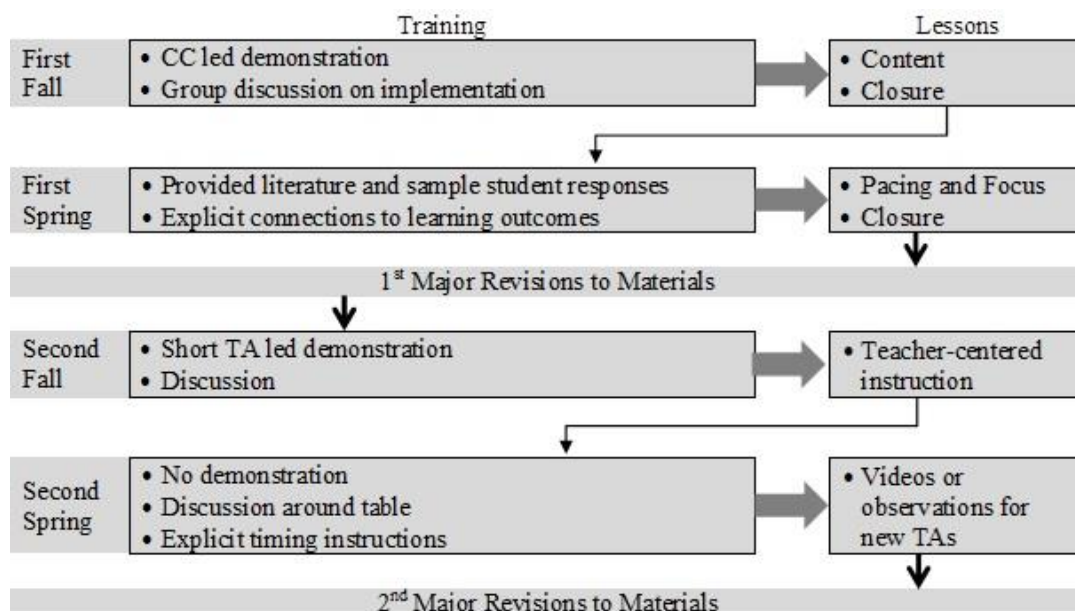 Training
Lessons
First
Fall
• CC led demonstration
• Group discussion on implementation
• Content
• Closure
First
Spring
• Provided literature and sample student responses
• Explicit connections to learning outcomes
• Pacing and Focus
• Closure
1st Major Revisions to Materials
Second
Fall
• Short TA led demonstration
• Discussion
• Teacher-centered
instruction
Second
Spring
• No demonstration
• Discussion around table
• Explicit timing instructions
• Videos or
observations for
new TAs
2nd Major Revisions to Materials